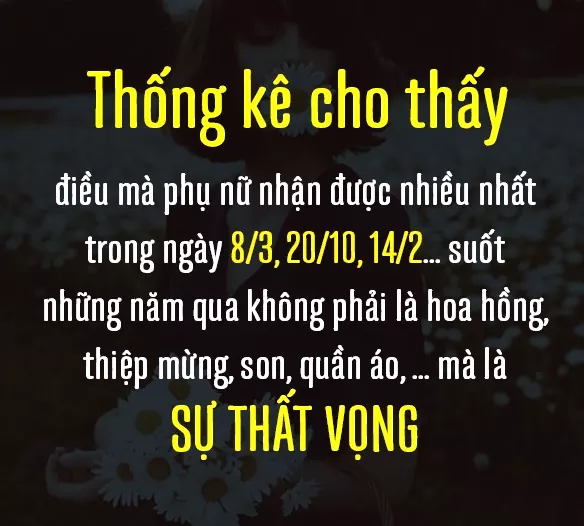 Thống kê cho thấy
điều mà phụ nữ nhận được nhiều nhất
trong ngày 8/3, 20/10, 14/2... suốt
những năm qua không phải là hoa hồng,
thiệp mừng, son, quần áo, ... mà là
SỰ THẤT VỌNG